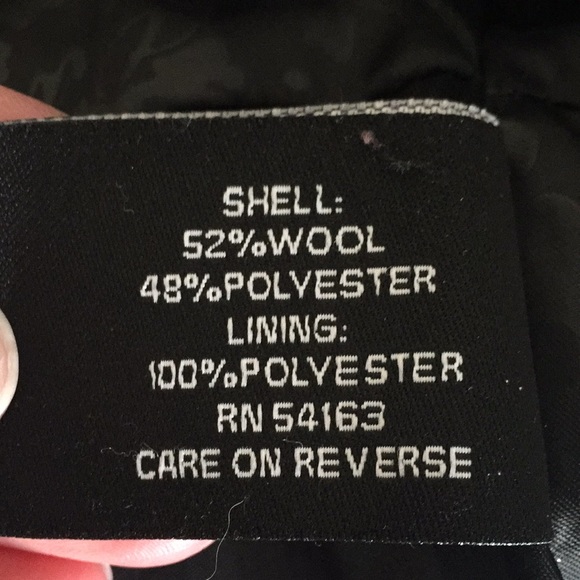 SHELL:
52%WOOL
48%POLYESTER
LINING:
100%POLYESTER
RN 54163
CARE ON REVERSE